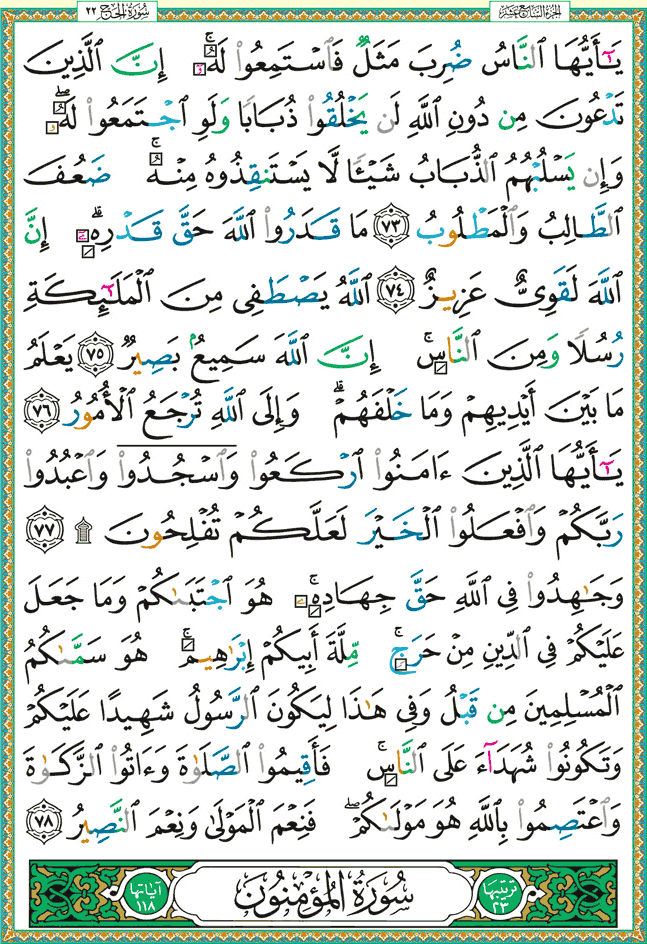 الجزء السابع عشر
سورة الحج ٢٢
يَـٰٓأَيُّهَا ٱلنَّاسُ ضُرِبَ مَثَلٌ فَٱسْتَمِعُوا۟ لَهُۥٓ ۚ إِنَّ ٱلَّذِينَ
تَدْعُونَ مِن دُونِ ٱللَّهِ لَن يَخْلُقُوا۟ ذُبَابًا وَلَوِ ٱجْتَمَعُوا۟ لَهُۥ ۖ
وَإِن يَسْلُبْهُمُ ٱلذُّبَابُ شَيْـًٔا لَّا يَسْتَنقِذُوهُ مِنْهُ ۚ ضَعُفَ
ٱلطَّالِبُ وَٱلْمَطْلُوبُ ٧٣ مَا قَدَرُوا۟ ٱللَّهَ حَقَّ قَدْرِهِۦٓ ۗ إِنَّ
ٱللَّهَ لَقَوِىٌّ عَزِيزٌ ٧٤ ٱللَّهُ يَصْطَفِى مِنَ ٱلْمَلَـٰٓئِكَةِ
رُسُلًا وَمِنَ ٱلنَّاسِ ۚ إِنَّ ٱللَّهَ سَمِيعٌۢ بَصِيرٌ ٧٥ يَعْلَمُ
مَا بَيْنَ أَيْدِيهِمْ وَمَا خَلْفَهُمْ ۗ وَإِلَى ٱللَّهِ تُرْجَعُ ٱلْأُمُورُ ٧٦
يَـٰٓأَيُّهَا ٱلَّذِينَ ءَامَنُوا۟ ٱرْكَعُوا۟ وَٱسْجُدُوا۟ وَٱعْبُدُوا۟
رَبَّكُمْ وَٱفْعَلُوا۟ ٱلْخَيْرَ لَعَلَّكُمْ تُفْلِحُونَ ۩ ٧٧
وَجَـٰهِدُوا۟ فِى ٱللَّهِ حَقَّ جِهَادِهِۦ ۚ هُوَ ٱجْتَبَىٰكُمْ وَمَا جَعَلَ
عَلَيْكُمْ فِى ٱلدِّينِ مِنْ حَرَجٍ ۚ مِّلَّةَ أَبِيكُمْ إِبْرَٰهِيمَ ۚ هُوَ سَمَّىٰكُمُ
ٱلْمُسْلِمِينَ مِن قَبْلُ وَفِى هَـٰذَا لِيَكُونَ ٱلرَّسُولُ شَهِيدًا عَلَيْكُمْ
وَتَكُونُوا۟ شُهَدَآءَ عَلَى ٱلنَّاسِ ۚ فَأَقِيمُوا۟ ٱلصَّلَوٰةَ وَءَاتُوا۟ ٱلزَّكَوٰةَ
وَٱعْتَصِمُوا۟ بِٱللَّهِ هُوَ مَوْلَىٰكُمْ ۖ فَنِعْمَ ٱلْمَوْلَىٰ وَنِعْمَ ٱلنَّصِيرُ ٧٨
ترتيبها ٢٣
سورة المؤمنون
آياتها ١١٨